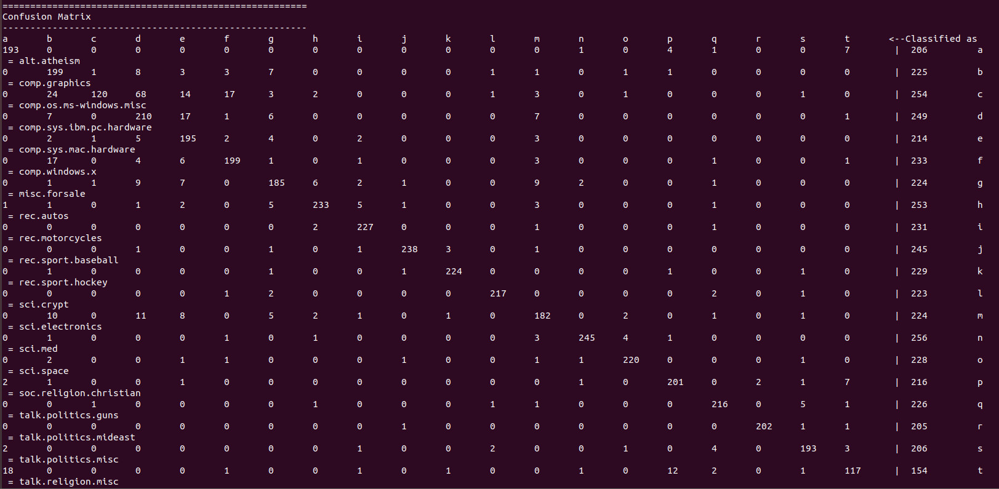 =======================================================
Confusion Matrix
-------------------------------------------------------
a b c d e f g h i j k l m n o p q r s t <--Classified as
193 0 0 0 0 0 0 0 0 0 0 0 0 1 0 4 1 0 0 7 | 206 a
= alt.atheism
0 199 1 8 3 3 7 0 0 0 0 1 1 0 1 1 0 0 0 0 | 225 b
= comp.graphics
0 24 120 68 14 17 3 2 0 0 0 1 3 0 1 0 0 0 1 0 | 254 c
= comp.os.ms-windows.misc
0 7 0 210 17 1 6 0 0 0 0 0 7 0 0 0 0 0 0 1 | 249 d
= comp.sys.ibm.pc.hardware
0 2 1 5 195 2 4 0 2 0 0 0 3 0 0 0 0 0 0 0 | 214 e
= comp.sys.mac.hardware
0 17 0 4 6 199 1 0 1 0 0 0 3 0 0 0 1 0 0 1 | 233 f
= comp.windows.x
0 1 1 9 7 0 185 6 2 1 0 0 9 2 0 0 1 0 0 0 | 224 g
= misc.forsale
1 1 0 1 2 0 5 233 5 1 0 0 3 0 0 0 1 0 0 0 | 253 h
= rec.autos
0 0 0 0 0 0 0 2 227 0 0 0 1 0 0 0 1 0 0 0 | 231 i
= rec.motorcycles
0 0 0 1 0 0 1 0 1 238 3 0 1 0 0 0 0 0 0 0 | 245 j
= rec.sport.baseball
0 1 0 0 0 0 1 0 0 1 224 0 0 0 0 1 0 0 1 0 | 229 k
= rec.sport.hockey
0 0 0 0 0 1 2 0 0 0 0 217 0 0 0 0 2 0 1 0 | 223 l
= sci.crypt
0 10 0 11 8 0 5 2 1 0 1 0 182 0 2 0 1 0 1 0 | 224 m
= sci.electronics
0 1 0 0 0 1 0 1 0 0 0 0 3 245 4 1 0 0 0 0 | 256 n
= sci.med
0 2 0 0 1 1 0 0 0 1 0 0 1 1 220 0 0 0 1 0 | 228 o
= sci.space
2 1 0 0 1 0 0 0 0 0 0 0 0 1 0 201 0 2 1 7 | 216 p
= soc.religion.christian
0 0 1 0 0 0 0 1 0 0 0 1 1 0 0 0 216 0 5 1 | 226 q
= talk.politics.guns
0 0 0 0 0 0 0 0 0 1 0 0 0 0 0 0 0 202 1 1 | 205 r
= talk.politics.mideast
2 0 0 0 0 0 0 0 1 0 0 2 0 0 1 0 4 0 193 3 | 206 s
= talk.politics.misc
18 0 0 0 0 1 0 0 1 0 1 0 0 1 0 12 2 0 1 117 | 154 t
= talk.religion.misc